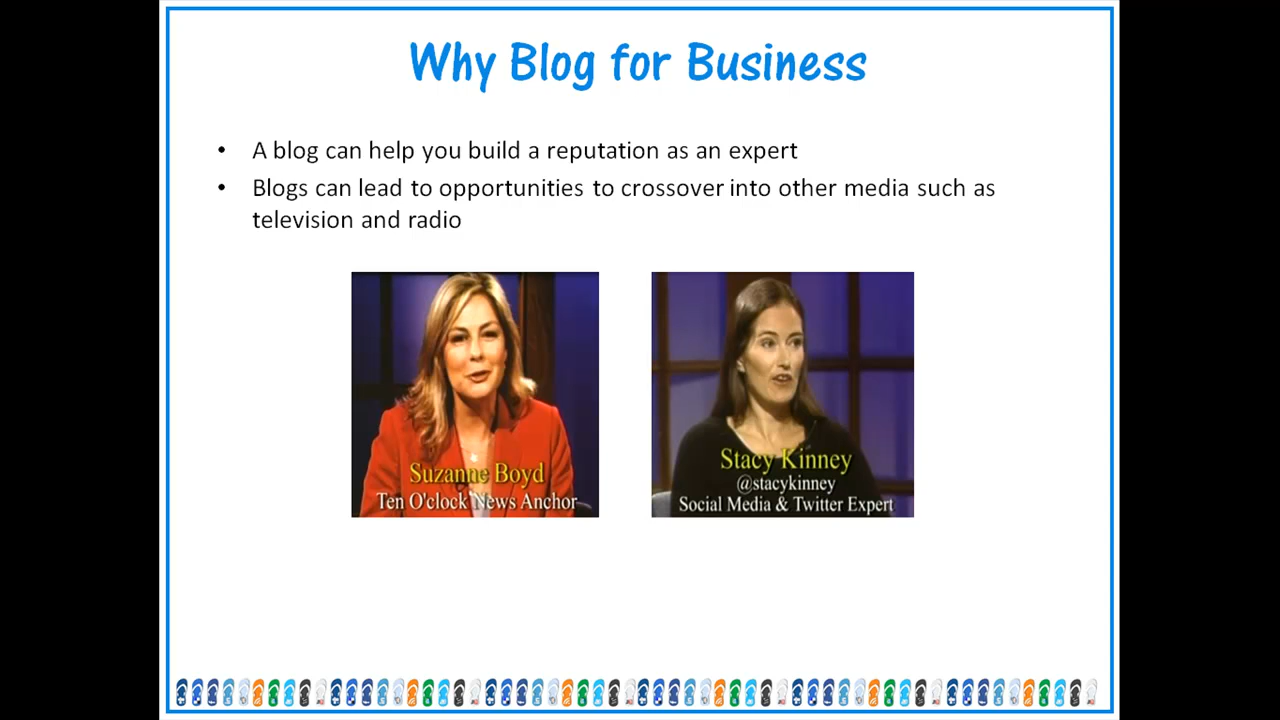 Why Blog for Business
• A blog can help you build a reputation as an expert
• Blogs can lead to opportunities to crossover into other media such as
television and radio
Suzanne Boyd
Ten O'clock News Anchor
Stacy Kinney
@stacykinney
Social Media & Twitter Expert